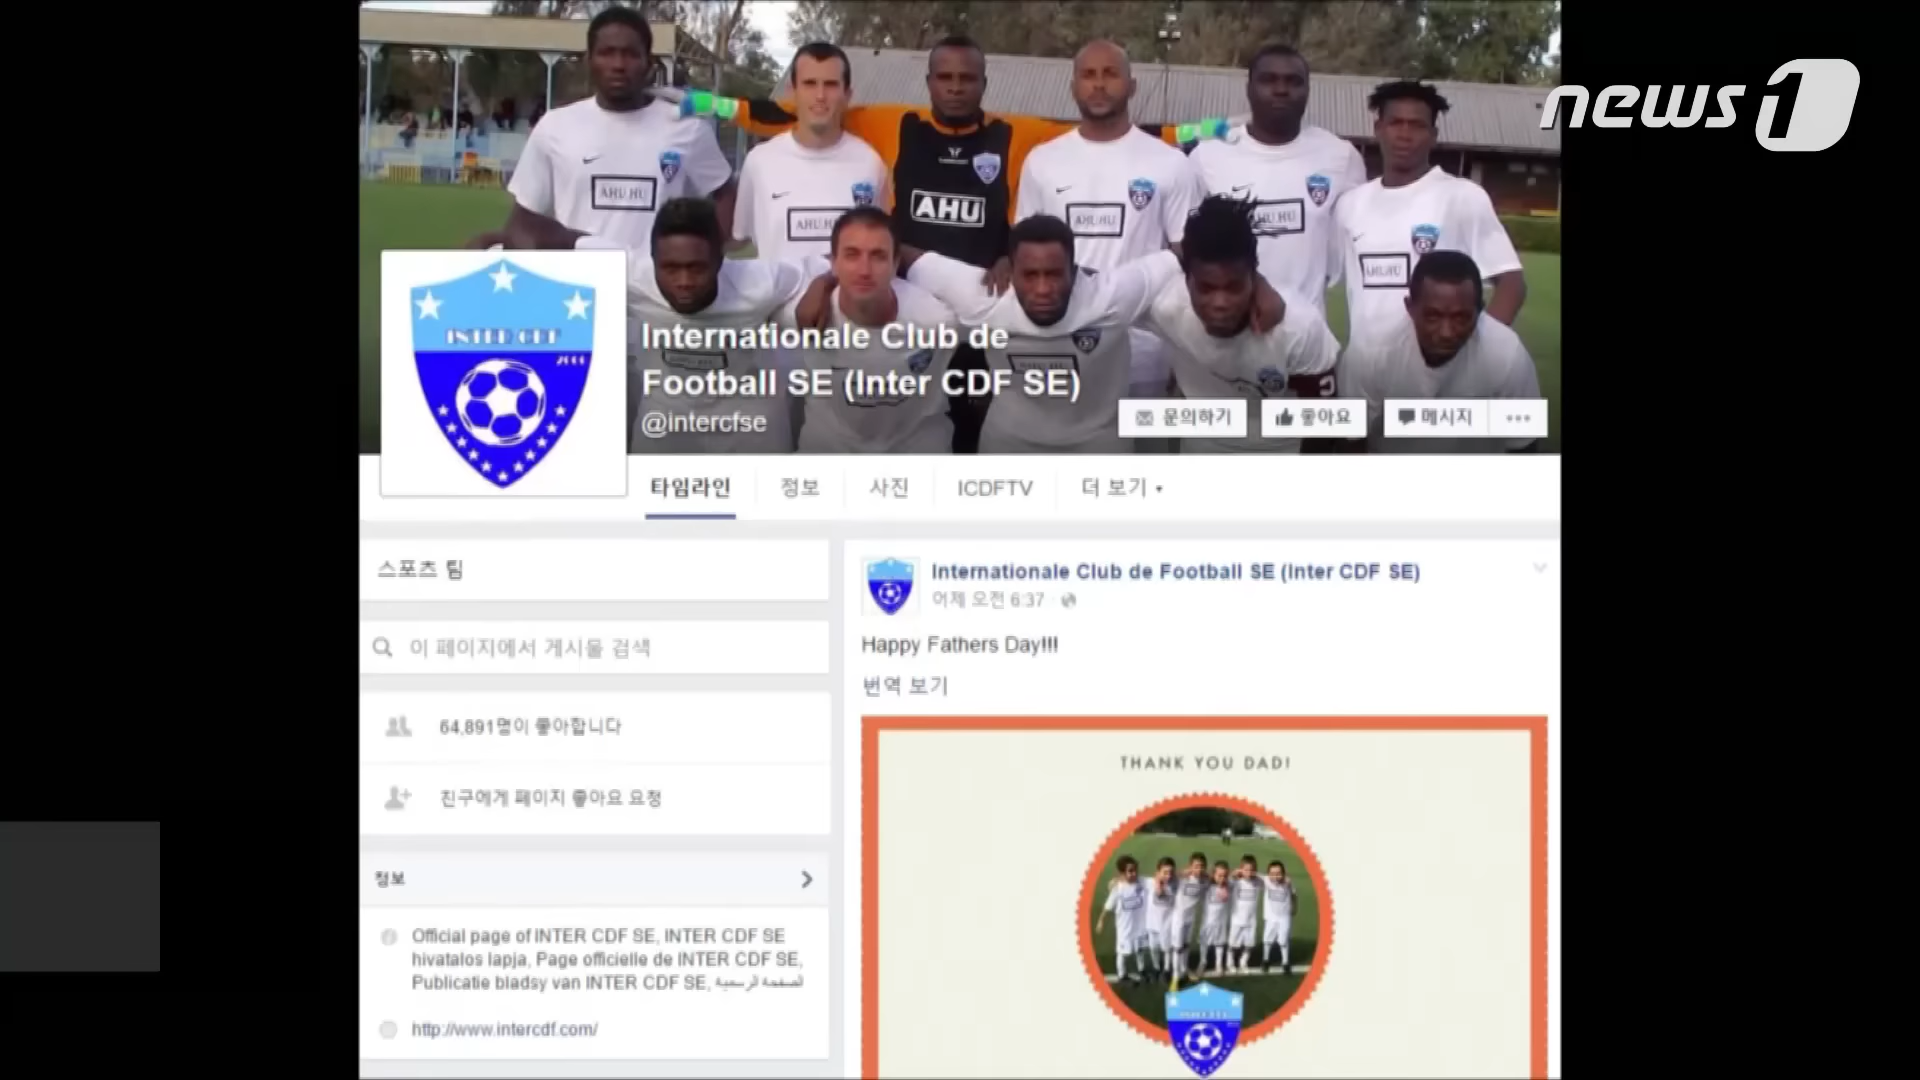 news1
AHU.HU
AHU
AHU.HU
AHU.HU
INTER CDF
Internationale Club de
Football SE (Inter CDF SE)
@intercfse
문의하기
좋아요
메시지
타임라인
정보
사진
ICDFTV
더 보기
스포츠 팀
이 페이지에서 게시물 검색
64,891명이 좋아합니다
친구에게 페이지 좋아요 요청
정보
Official page of INTER CDF SE, INTER CDF SE
hivatalos lapja, Page officielle de INTER CDF SE,
Publicatie bladsy van INTER CDF SE, الصفحة الرسمية
http://www.intercdf.com/
Internationale Club de Football SE (Inter CDF SE)
어제 오전 6:37
Happy Fathers Day!!!
번역 보기
THANK YOU DAD!